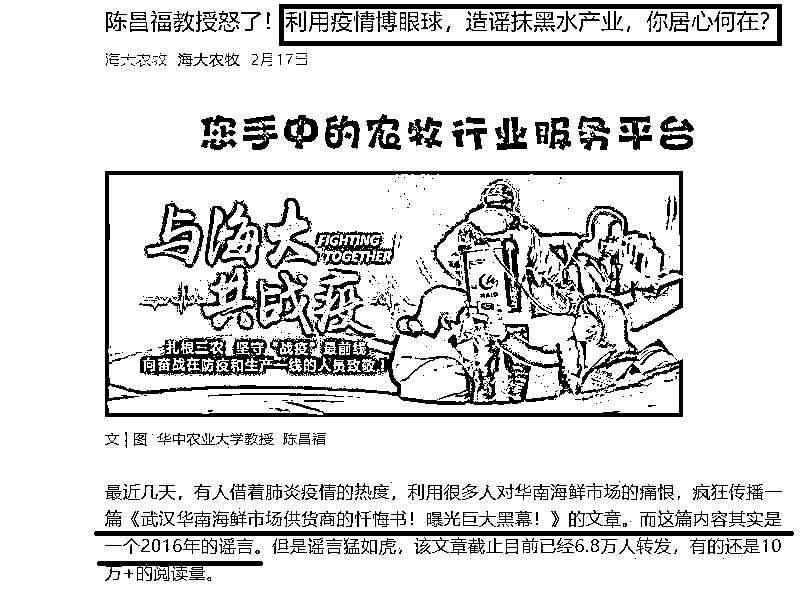 陈昌福教授怒了！利用疫情博眼球，造谣抹黑水产业，你居心何在？
海大农牧 海大农牧 2月17日
您手中的农牧行业服务平台
与海大
FIGHTING
TOGETHER
共战疫
HAID
扎根三农 坚守“战疫”最前线
向奋战在防疫和生产一线的人员致敬！
文 | 图 华中农业大学教授 陈昌福
最近几天，有人借着肺炎疫情的热度，利用很多人对华南海鲜市场的痛恨，疯狂传播一
篇《武汉华南海鲜市场供货商的忏悔书！曝光巨大黑幕！》的文章。而这篇内容其实是
一个2016年的谣言。但是谣言猛如虎，该文章截止目前已经6.8万人转发，有的还是10
万+的阅读量。